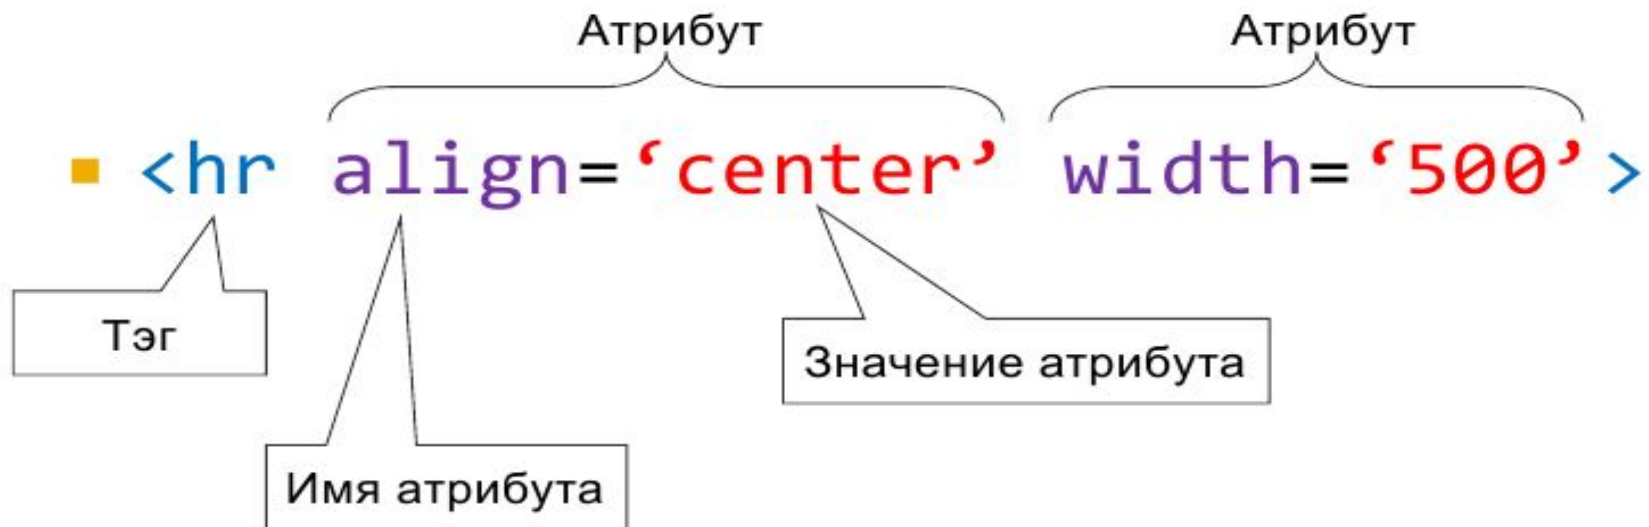 Атрибут Атрибут
<hr align=‘center’ width=‘500’>
Тэг
Значение атрибута
Имя атрибута